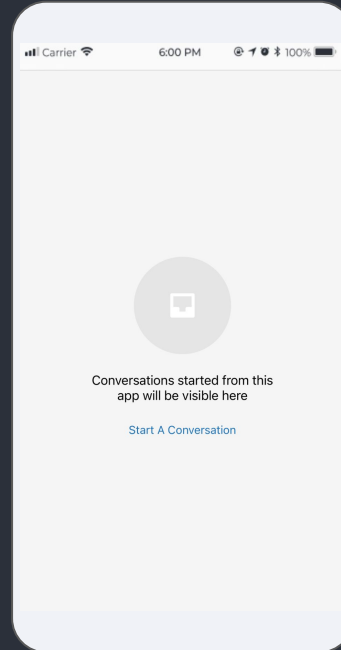 Carrier 6:00 PM 100%
Conversations started from this
app will be visible here
Start A Conversation